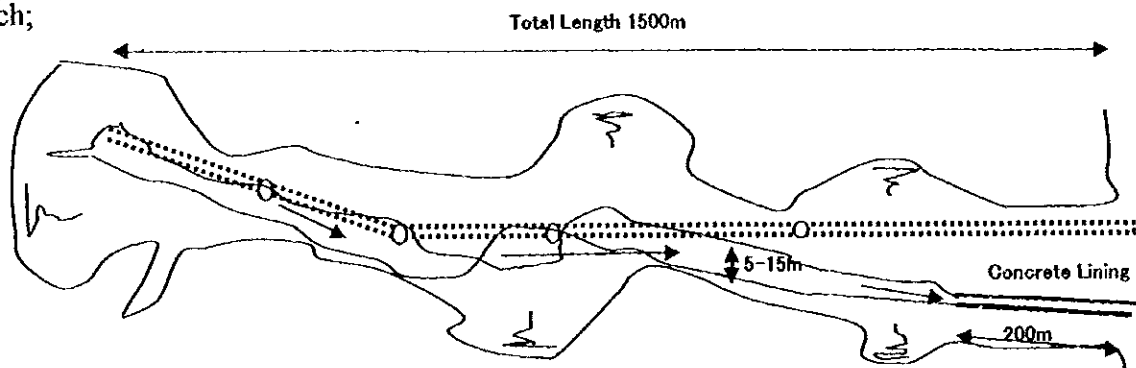 ch;
Total Length 1500m
5-15m
Concrete Lining
200m